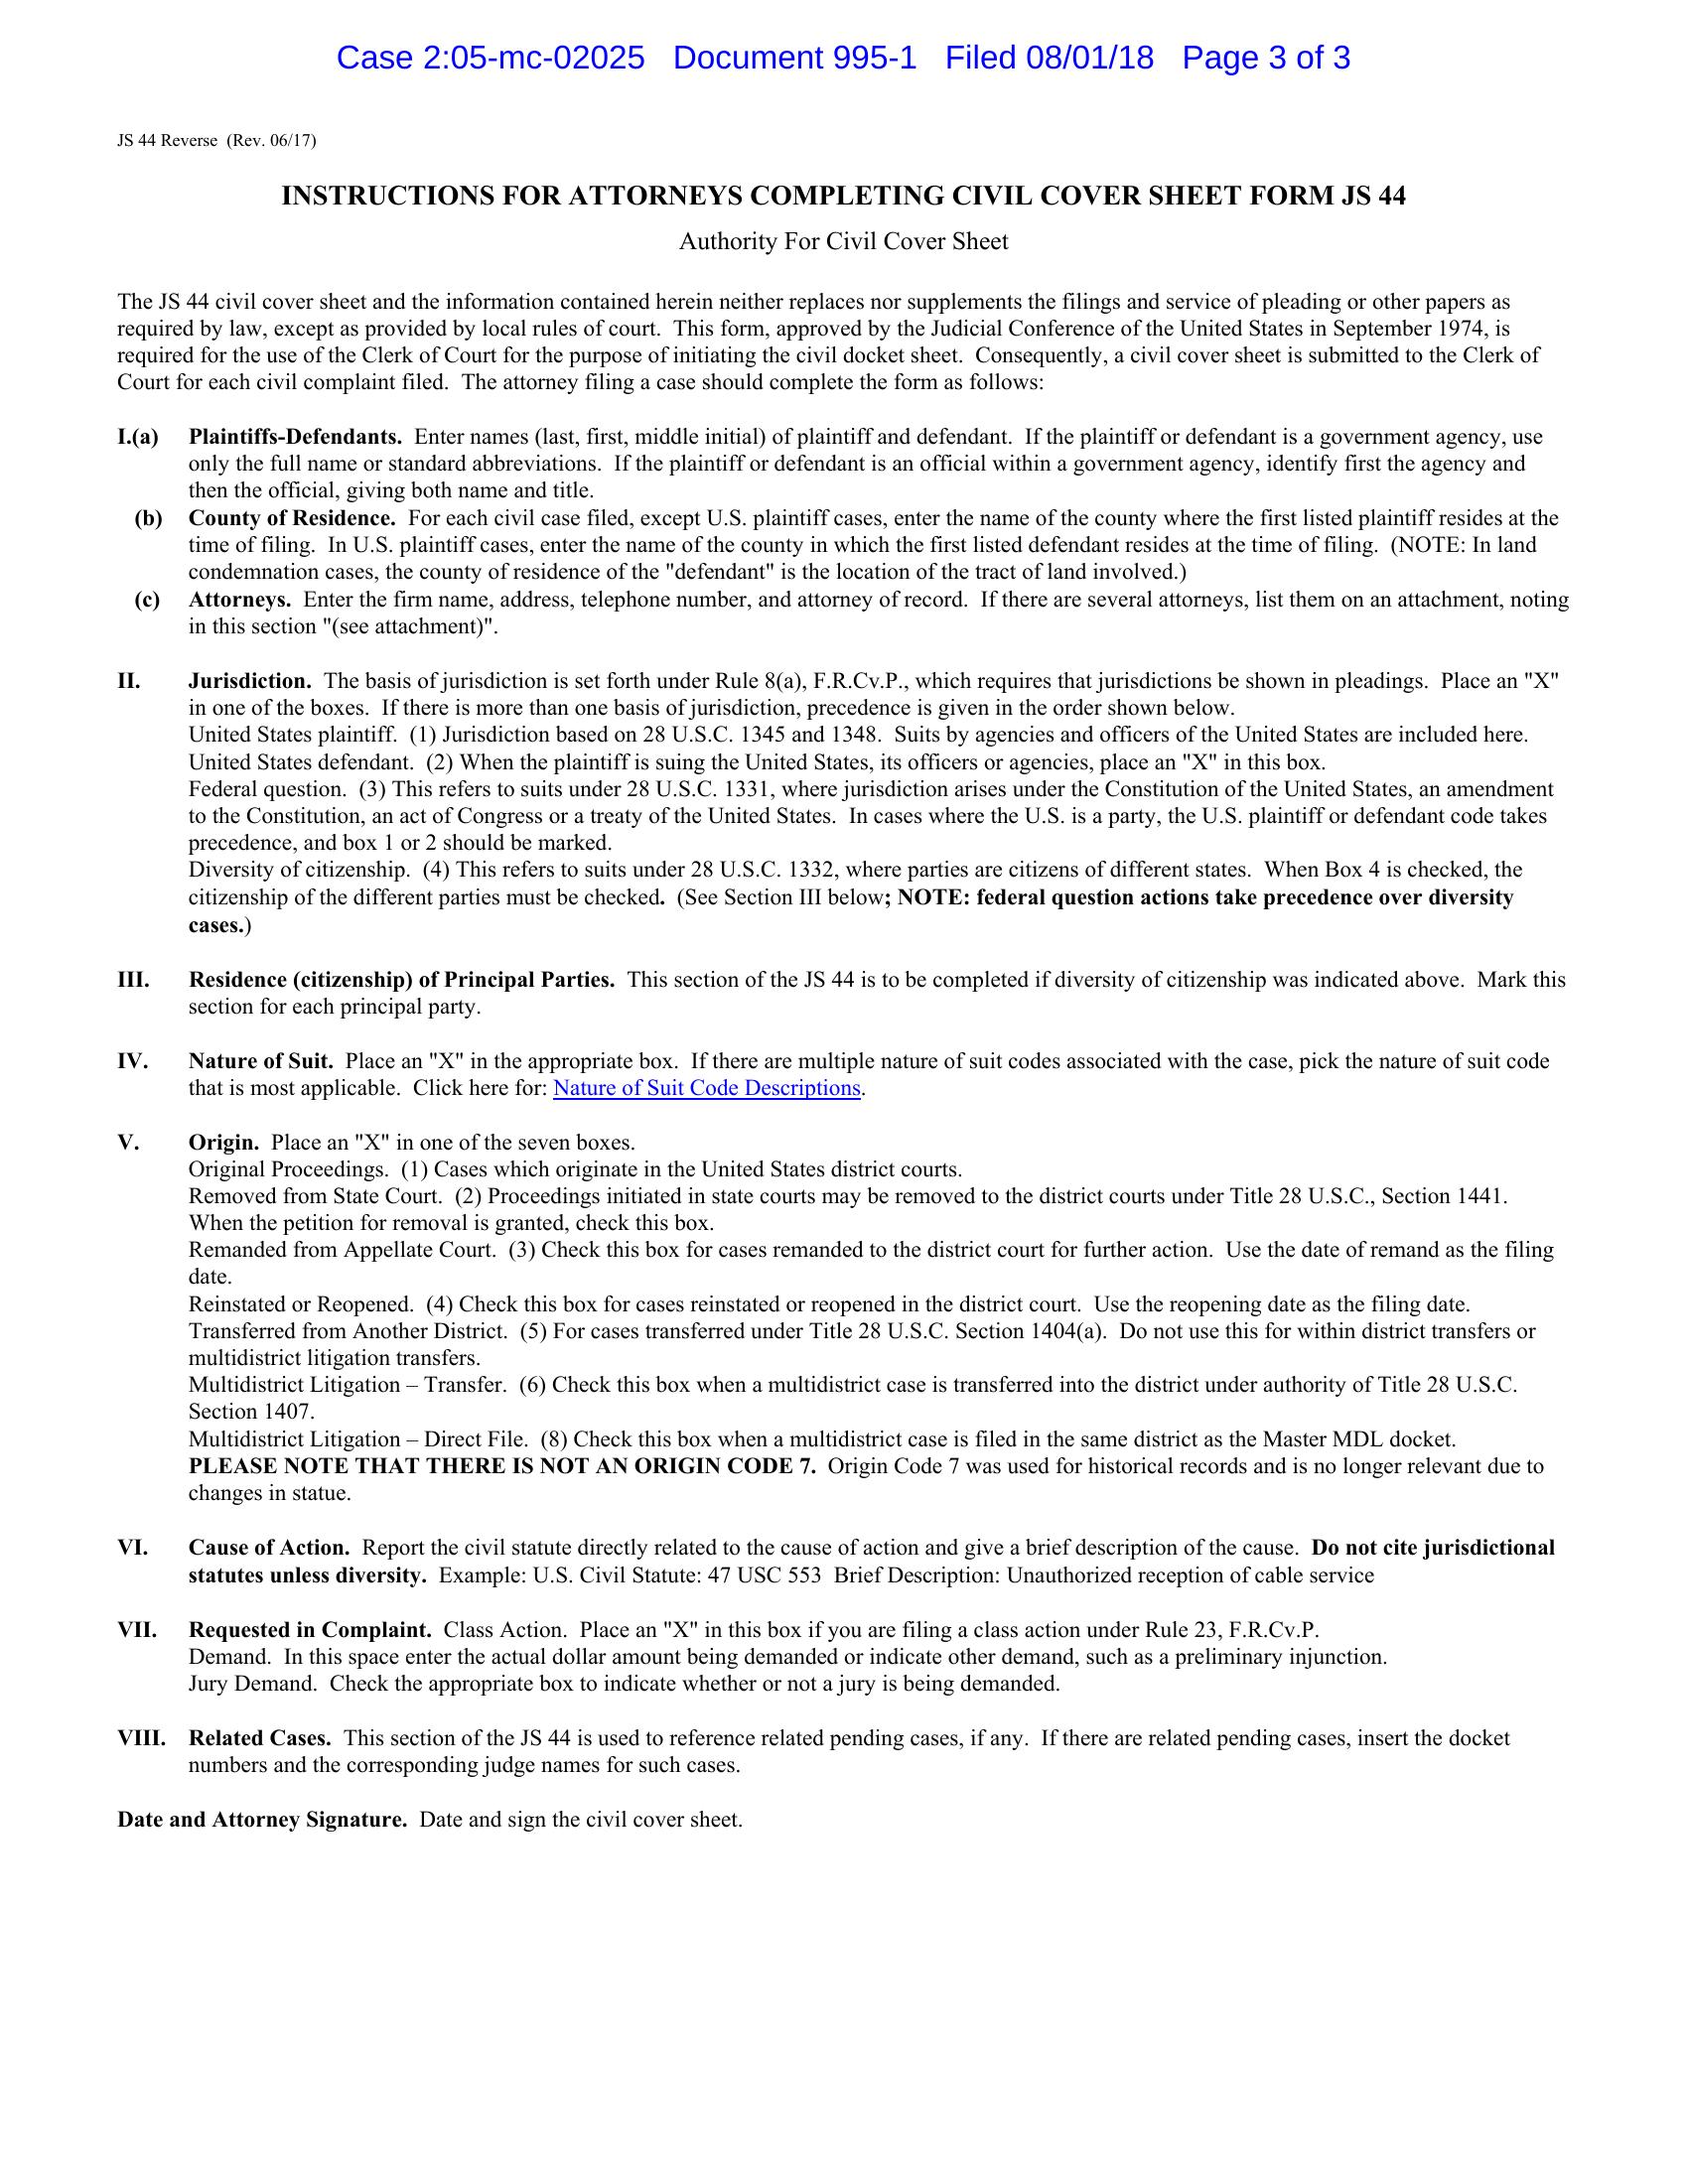 Case 2:05-mc-02025 Document 995-1 Filed 08/01/18 Page 3 of 3
JS 44 Reverse (Rev. 06/17)
INSTRUCTIONS FOR ATTORNEYS COMPLETING CIVIL COVER SHEET FORM JS 44
Authority For Civil Cover Sheet
The JS 44 civil cover sheet and the information contained herein neither replaces nor supplements the filings and service of pleading or other papers as
required by law, except as provided by local rules of court. This form, approved by the Judicial Conference of the United States in September 1974, is
required for the use of the Clerk of Court for the purpose of initiating the civil docket sheet. Consequently, a civil cover sheet is submitted to the Clerk of
Court for each civil complaint filed. The attorney filing a case should complete the form as follows:
I.(a) Plaintiffs-Defendants. Enter names (last, first, middle initial) of plaintiff and defendant. If the plaintiff or defendant is a government agency, use
only the full name or standard abbreviations. If the plaintiff or defendant is an official within a government agency, identify first the agency and
then the official, giving both name and title.
(b) County of Residence. For each civil case filed, except U.S. plaintiff cases, enter the name of the county where the first listed plaintiff resides at the
time of filing. In U.S. plaintiff cases, enter the name of the county in which the first listed defendant resides at the time of filing. (NOTE: In land
condemnation cases, the county of residence of the "defendant" is the location of the tract of land involved.)
(c) Attorneys. Enter the firm name, address, telephone number, and attorney of record. If there are several attorneys, list them on an attachment, noting
in this section "(see attachment)".
II. Jurisdiction. The basis of jurisdiction is set forth under Rule 8(a), F.R.Cv.P., which requires that jurisdictions be shown in pleadings. Place an "X"
in one of the boxes. If there is more than one basis of jurisdiction, precedence is given in the order shown below.
United States plaintiff. (1) Jurisdiction based on 28 U.S.C. 1345 and 1348. Suits by agencies and officers of the United States are included here.
United States defendant. (2) When the plaintiff is suing the United States, its officers or agencies, place an "X" in this box.
Federal question. (3) This refers to suits under 28 U.S.C. 1331, where jurisdiction arises under the Constitution of the United States, an amendment
to the Constitution, an act of Congress or a treaty of the United States. In cases where the U.S. is a party, the U.S. plaintiff or defendant code takes
precedence, and box 1 or 2 should be marked.
Diversity of citizenship. (4) This refers to suits under 28 U.S.C. 1332, where parties are citizens of different states. When Box 4 is checked, the
citizenship of the different parties must be checked. (See Section III below; NOTE: federal question actions take precedence over diversity
cases.)
III. Residence (citizenship) of Principal Parties. This section of the JS 44 is to be completed if diversity of citizenship was indicated above. Mark this
section for each principal party.
IV. Nature of Suit. Place an "X" in the appropriate box. If there are multiple nature of suit codes associated with the case, pick the nature of suit code
that is most applicable. Click here for: Nature of Suit Code Descriptions.
V. Origin. Place an "X" in one of the seven boxes.
Original Proceedings. (1) Cases which originate in the United States district courts.
Removed from State Court. (2) Proceedings initiated in state courts may be removed to the district courts under Title 28 U.S.C., Section 1441.
When the petition for removal is granted, check this box.
Remanded from Appellate Court. (3) Check this box for cases remanded to the district court for further action. Use the date of remand as the filing
date.
Reinstated or Reopened. (4) Check this box for cases reinstated or reopened in the district court. Use the reopening date as the filing date.
Transferred from Another District. (5) For cases transferred under Title 28 U.S.C. Section 1404(a). Do not use this for within district transfers or
multidistrict litigation transfers.
Multidistrict Litigation – Transfer. (6) Check this box when a multidistrict case is transferred into the district under authority of Title 28 U.S.C.
Section 1407.
Multidistrict Litigation – Direct File. (8) Check this box when a multidistrict case is filed in the same district as the Master MDL docket.
PLEASE NOTE THAT THERE IS NOT AN ORIGIN CODE 7. Origin Code 7 was used for historical records and is no longer relevant due to
changes in statue.
VI. Cause of Action. Report the civil statute directly related to the cause of action and give a brief description of the cause. Do not cite jurisdictional
statutes unless diversity. Example: U.S. Civil Statute: 47 USC 553 Brief Description: Unauthorized reception of cable service
VII. Requested in Complaint. Class Action. Place an "X" in this box if you are filing a class action under Rule 23, F.R.Cv.P.
Demand. In this space enter the actual dollar amount being demanded or indicate other demand, such as a preliminary injunction.
Jury Demand. Check the appropriate box to indicate whether or not a jury is being demanded.
VIII. Related Cases. This section of the JS 44 is used to reference related pending cases, if any. If there are related pending cases, insert the docket
numbers and the corresponding judge names for such cases.
Date and Attorney Signature. Date and sign the civil cover sheet.